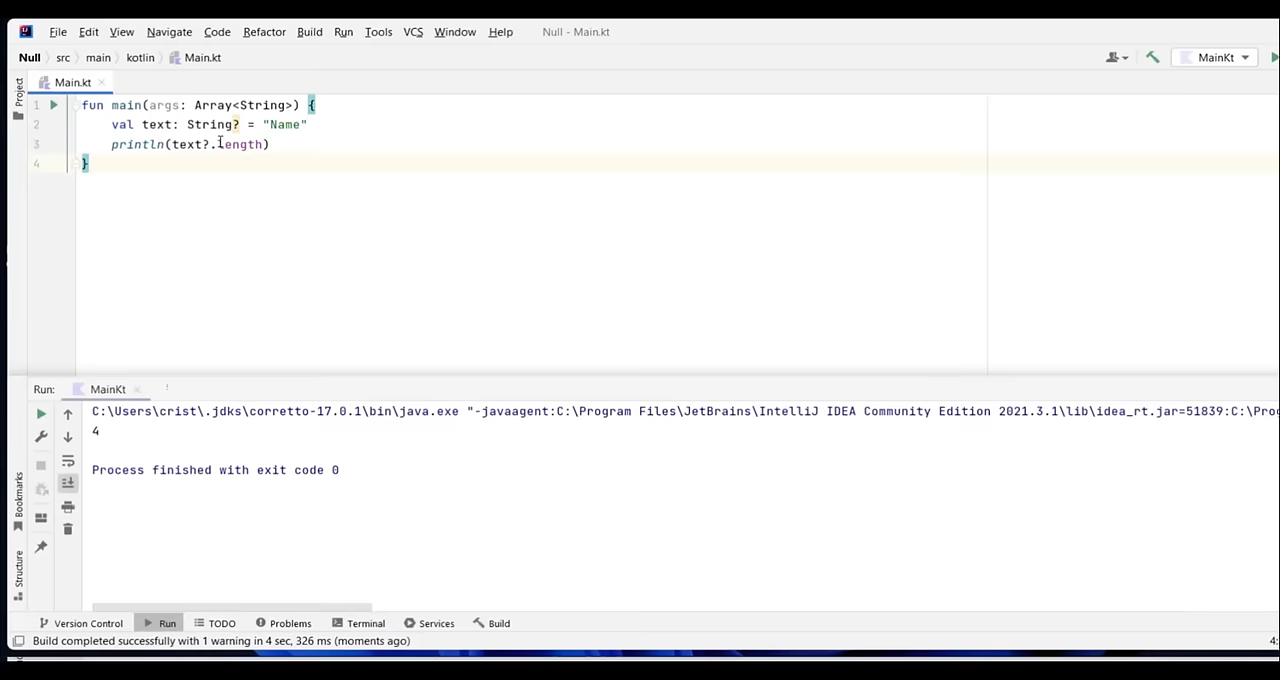 File Edit View Navigate Code Refactor Build Run Tools VCS Window Help Null - Main.kt
Null src main kotlin Main.kt MainKt
Project
Main.kt
1 fun main(args: Array<String>) {
2 val text: String? = "Name"
3 println(text?.length)
4 }
Run: MainKt
C:\Users\crist\.jdks\corretto-17.0.1\bin\java.exe "-javaagent:C:\Program Files\JetBrains\IntelliJ IDEA Community Edition 2021.3.1\lib\idea_rt.jar=51839:C:\Prog
4
Process finished with exit code 0
Bookmarks
Structure
Version Control Run TODO Problems Terminal Services Build
Build completed successfully with 1 warning in 4 sec, 326 ms (moments ago) 4: